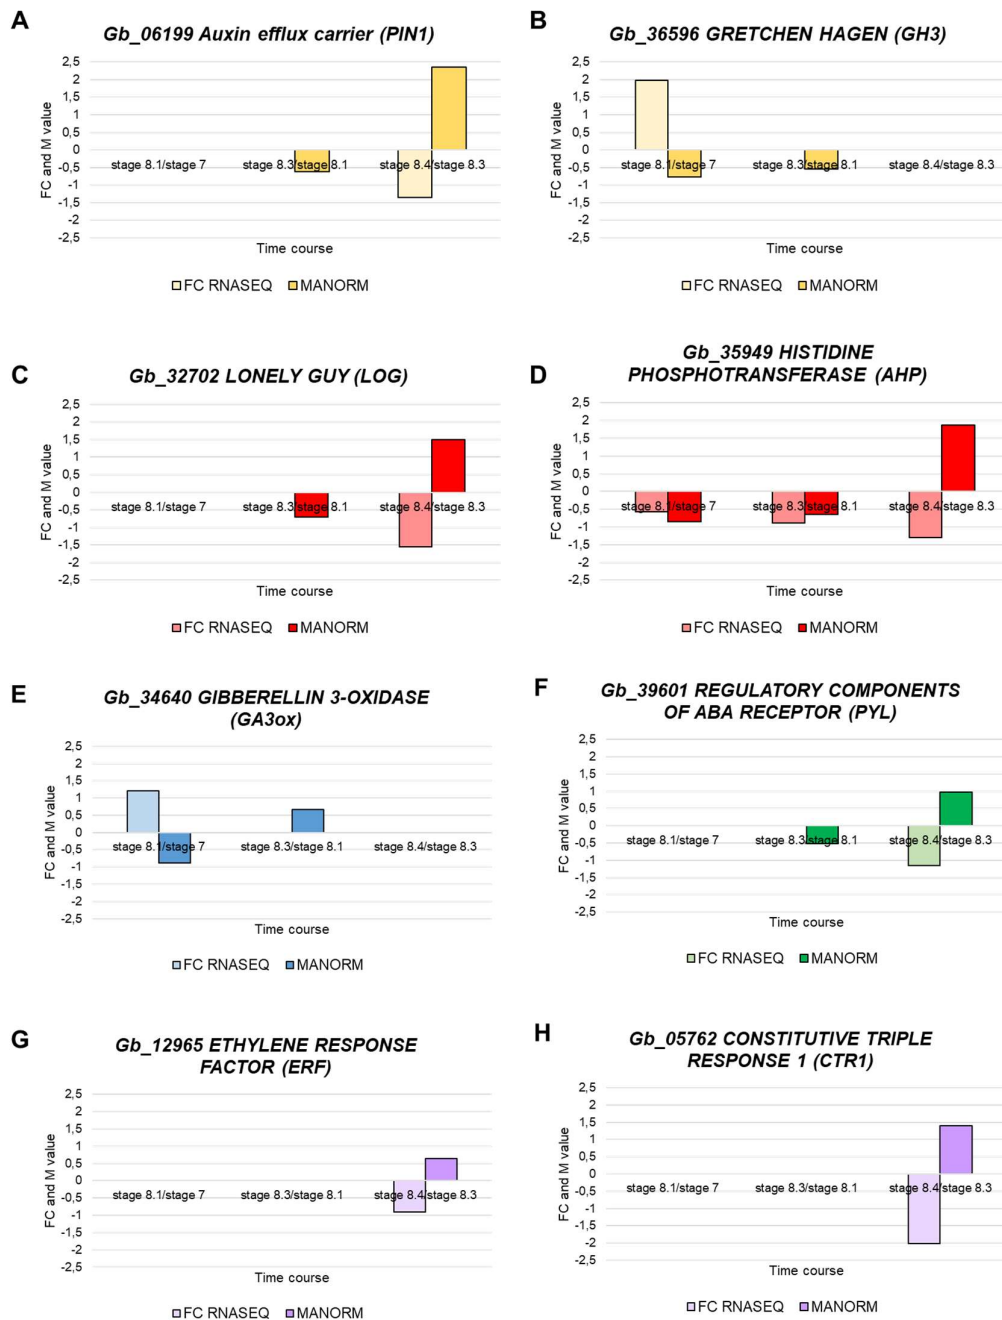 A
Gb_06199 Auxin efflux carrier (PIN1)
FC and M value
2,5
2
1,5
1
0,5
0
-0,5
-1
-1,5
-2
-2,5
stage 8.1/stage 7
stage 8.3/stage 8.1
stage 8.4/stage 8.3
Time course
FC RNASEQ
MANORM
B
Gb_36596 GRETCHEN HAGEN (GH3)
FC and M value
2,5
2
1,5
1
0,5
0
-0,5
-1
-1,5
-2
-2,5
stage 8.1/stage 7
stage 8.3/stage 8.1
stage 8.4/stage 8.3
Time course
FC RNASEQ
MANORM
C
Gb_32702 LONELY GUY (LOG)
FC and M value
2,5
2
1,5
1
0,5
0
-0,5
-1
-1,5
-2
-2,5
stage 8.1/stage 7
stage 8.3/stage 8.1
stage 8.4/stage 8.3
Time course
FC RNASEQ
MANORM
D
Gb_35949 HISTIDINE
PHOSPHOTRANSFERASE (AHP)
FC and M value
2,5
2
1,5
1
0,5
0
-0,5
-1
-1,5
-2
-2,5
stage 8.1/stage 7
stage 8.3/stage 8.1
stage 8.4/stage 8.3
Time course
FC RNASEQ
MANORM
E
Gb_34640 GIBBERELLIN 3-OXIDASE
(GA3ox)
FC and M value
2,5
2
1,5
1
0,5
0
-0,5
-1
-1,5
-2
-2,5
stage 8.1/stage 7
stage 8.3/stage 8.1
stage 8.4/stage 8.3
Time course
FC RNASEQ
MANORM
F
Gb_39601 REGULATORY COMPONENTS
OF ABA RECEPTOR (PYL)
FC and M value
2,5
2
1,5
1
0,5
0
-0,5
-1
-1,5
-2
-2,5
stage 8.1/stage 7
stage 8.3/stage 8.1
stage 8.4/stage 8.3
Time course
FC RNASEQ
MANORM
G
Gb_12965 ETHYLENE RESPONSE
FACTOR (ERF)
FC and M value
2,5
2
1,5
1
0,5
0
-0,5
-1
-1,5
-2
-2,5
stage 8.1/stage 7
stage 8.3/stage 8.1
stage 8.4/stage 8.3
Time course
FC RNASEQ
MANORM
H
Gb_05762 CONSTITUTIVE TRIPLE
RESPONSE 1 (CTR1)
FC and M value
2,5
2
1,5
1
0,5
0
-0,5
-1
-1,5
-2
-2,5
stage 8.1/stage 7
stage 8.3/stage 8.1
stage 8.4/stage 8.3
Time course
FC RNASEQ
MANORM